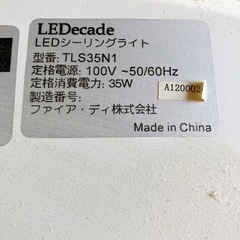 LEDecade
LEDシーリングライト
型番: TLS35N1
定格電源: 100V ~50/60Hz
定格消費電力: 35W
A120002
製造番号:
ファイア・ディ株式会社
Made in China